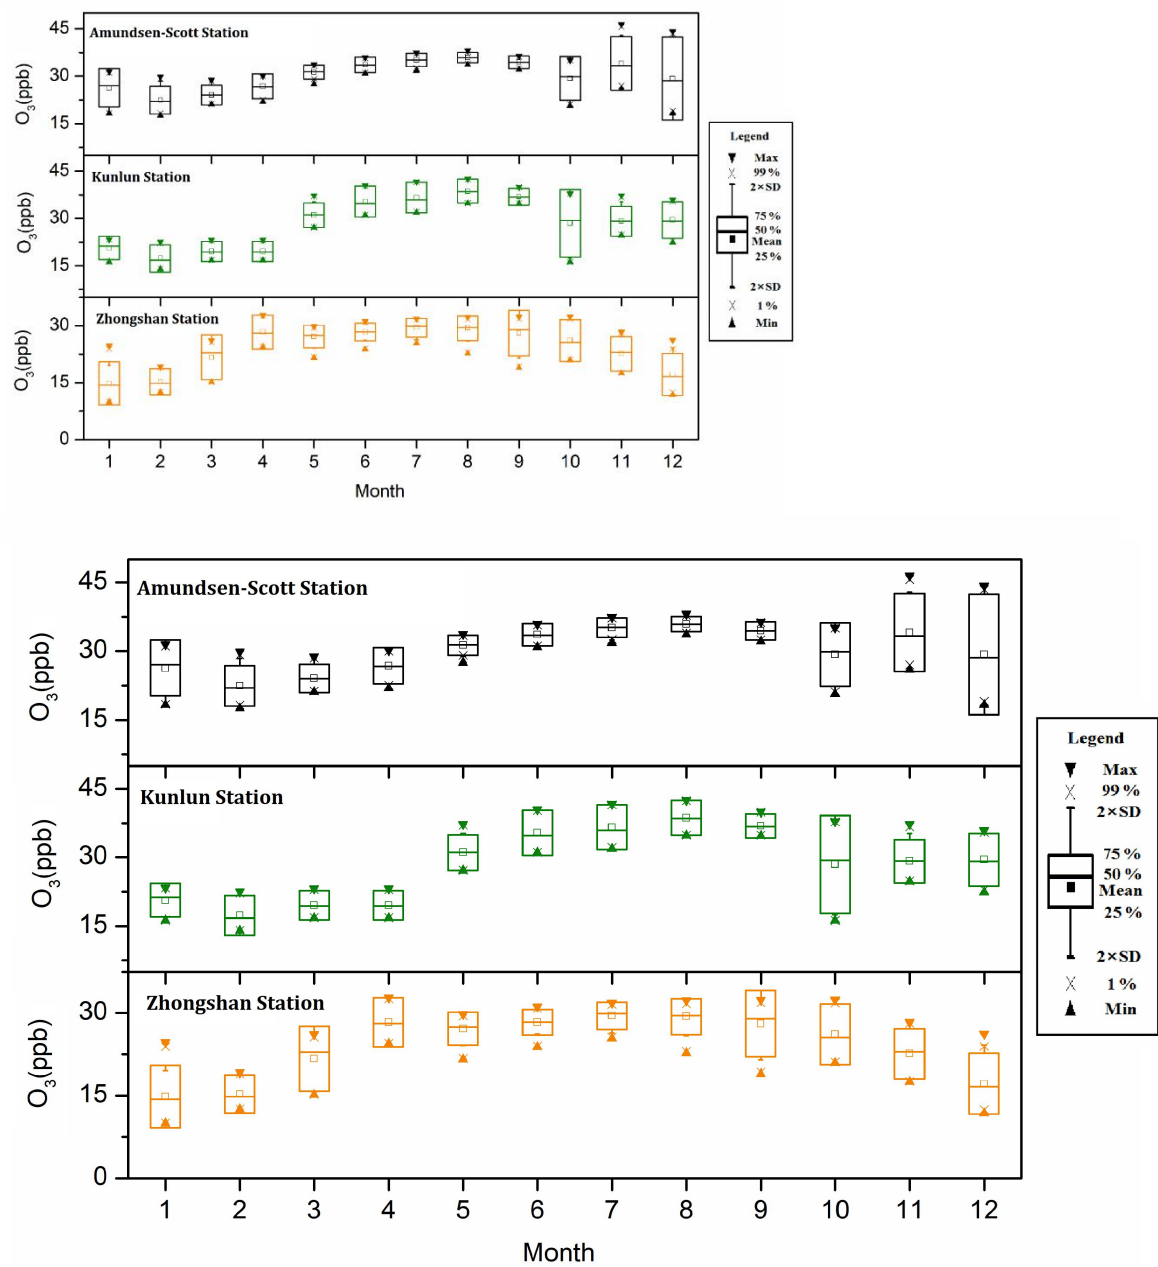 45
Amundsen-Scott Station
30
O3(ppb)
15
45
Kunlun Station
30
O3(ppb)
15
Zhongshan Station
30
O3(ppb)
15
0
1 2 3 4 5 6 7 8 9 10 11 12
Month
Legend
Max
99 %
2×SD
75 %
50 %
Mean
25 %
2×SD
1 %
Min
45
Amundsen-Scott Station
30
O3(ppb)
15
45
Kunlun Station
30
O3(ppb)
15
Zhongshan Station
30
O3(ppb)
15
0
1 2 3 4 5 6 7 8 9 10 11 12
Month
Legend
Max
99 %
2×SD
75 %
50 %
Mean
25 %
2×SD
1 %
Min